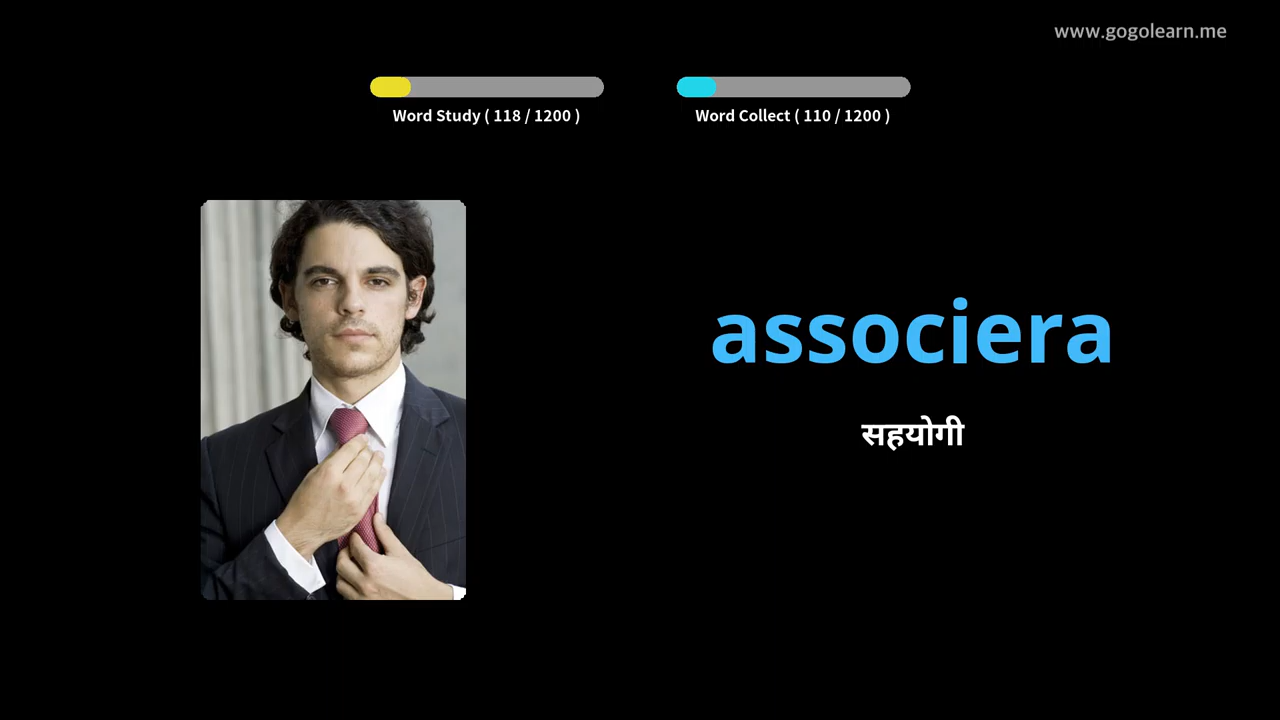 www.gogolearn.me
Word Study ( 118 / 1200 )
Word Collect ( 110 / 1200 )
associera
सहयोगी